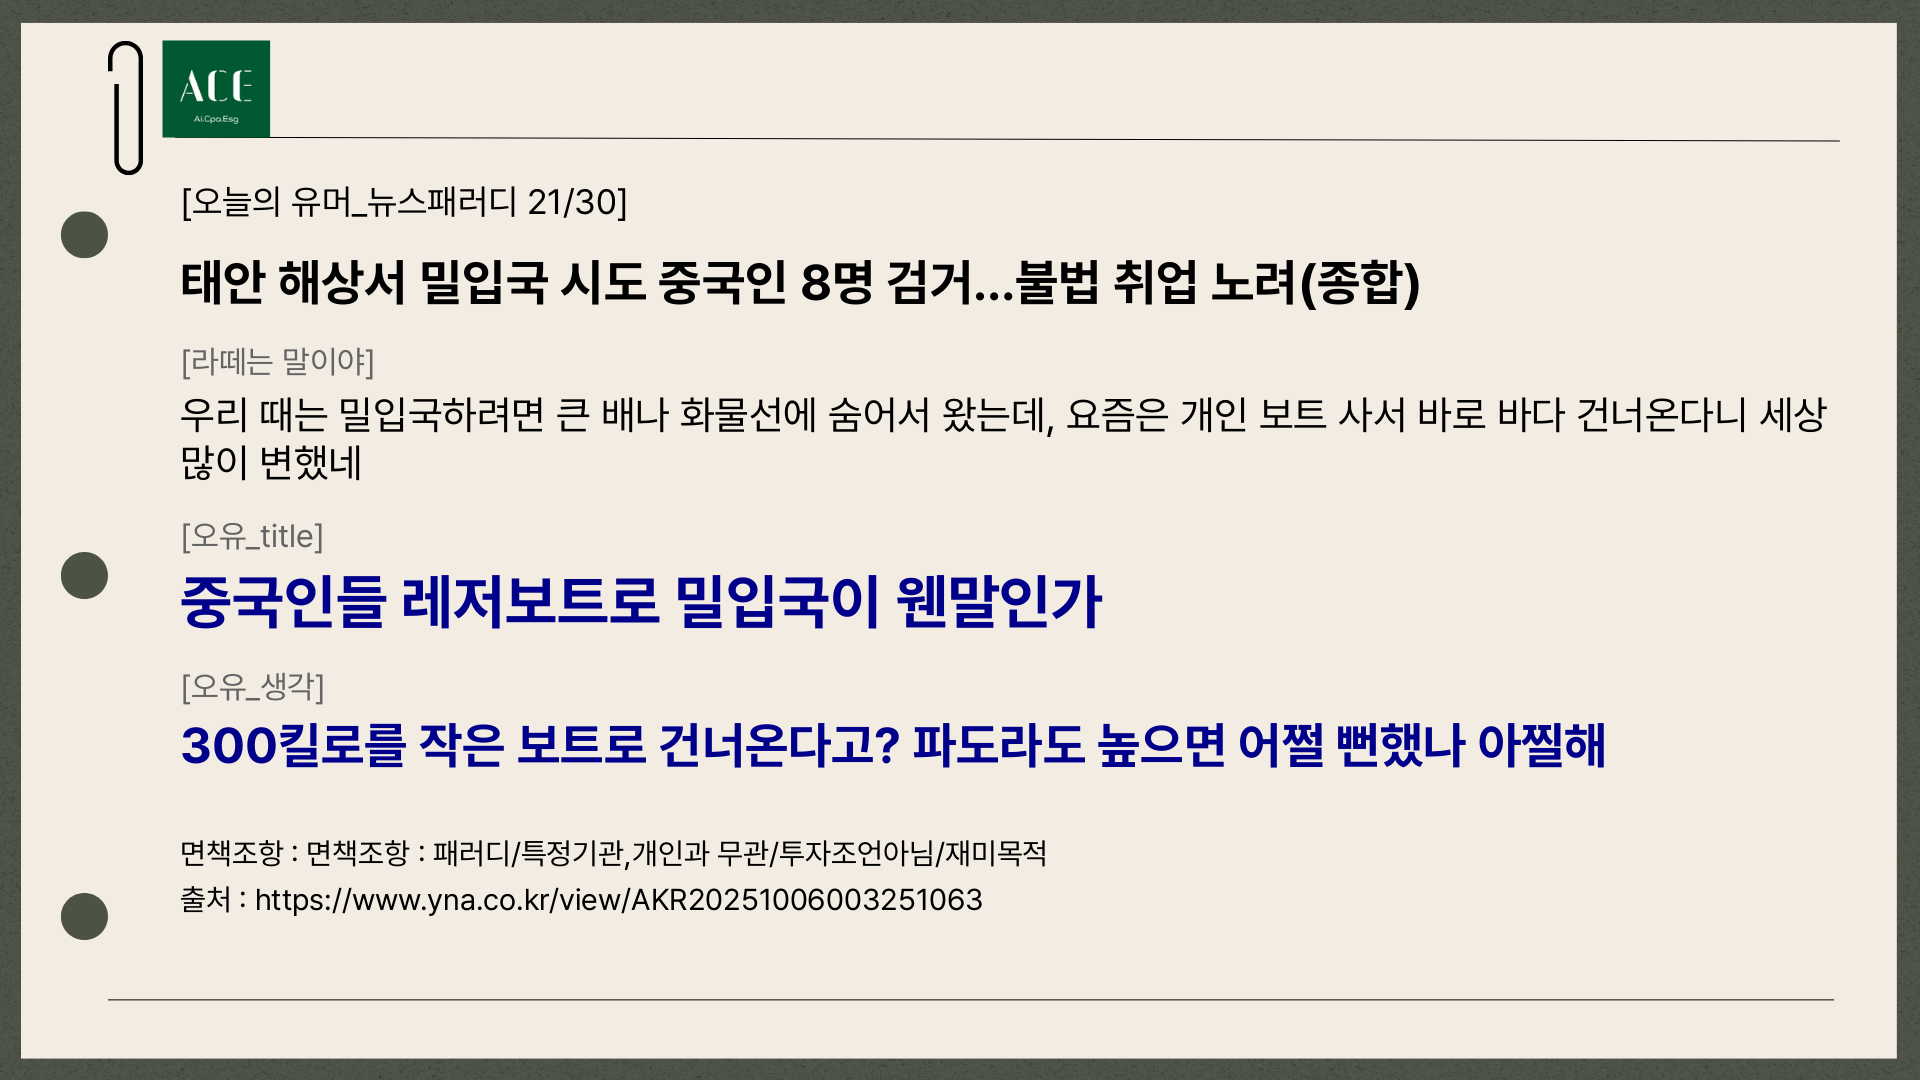 ACE
Ai.Cpa.Esg
[오늘의 유머_뉴스패러디 21/30]
태안 해상서 밀입국 시도 중국인 8명 검거...불법 취업 노려(종합)
[라떼는 말이야]
우리 때는 밀입국하려면 큰 배나 화물선에 숨어서 왔는데, 요즘은 개인 보트 사서 바로 바다 건너온다니 세상
많이 변했네
[오유_title]
중국인들 레저보트로 밀입국이 웬말인가
[오유_생각]
300킬로를 작은 보트로 건너온다고? 파도라도 높으면 어쩔 뻔했나 아찔해
면책조항 : 면책조항 : 패러디/특정기관,개인과 무관/투자조언아님/재미목적
출처 : https://www.yna.co.kr/view/AKR20251006003251063